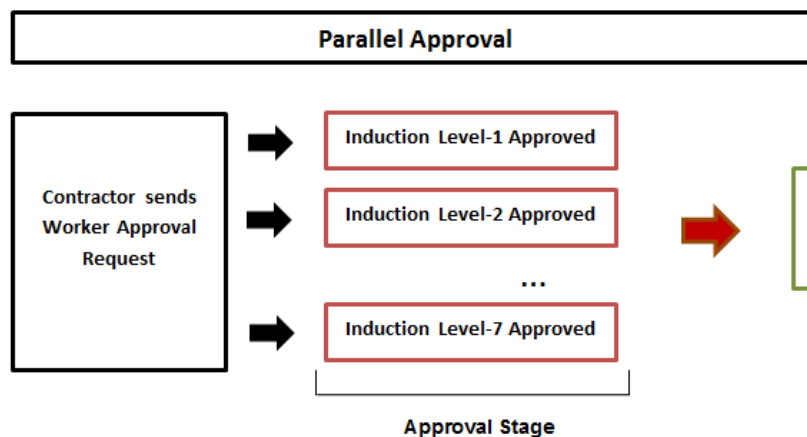 Parallel Approval
Contractor sends
Worker Approval
Request
Induction Level-1 Approved
Induction Level-2 Approved
...
Induction Level-7 Approved
Approval Stage